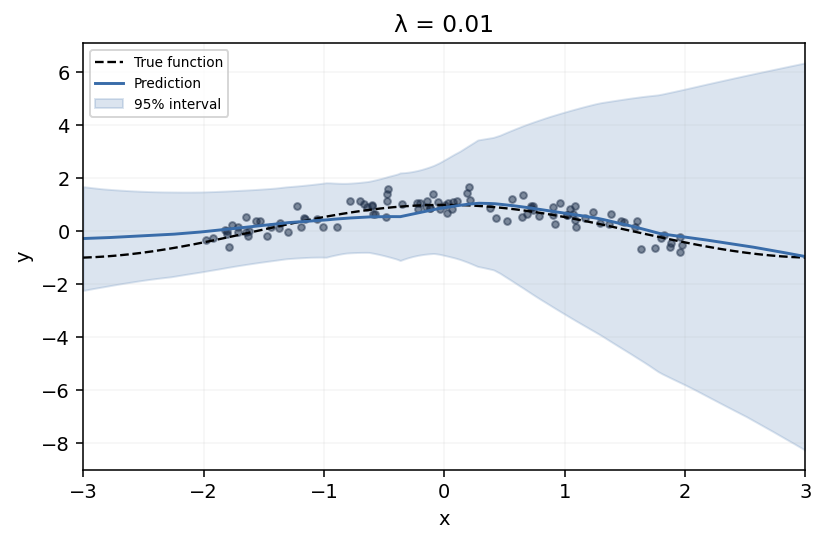 λ = 0.01
True function
Prediction
95% interval
6
4
2
0
−2
−4
−6
−8
y
−3
−2
−1
0
1
2
3
x